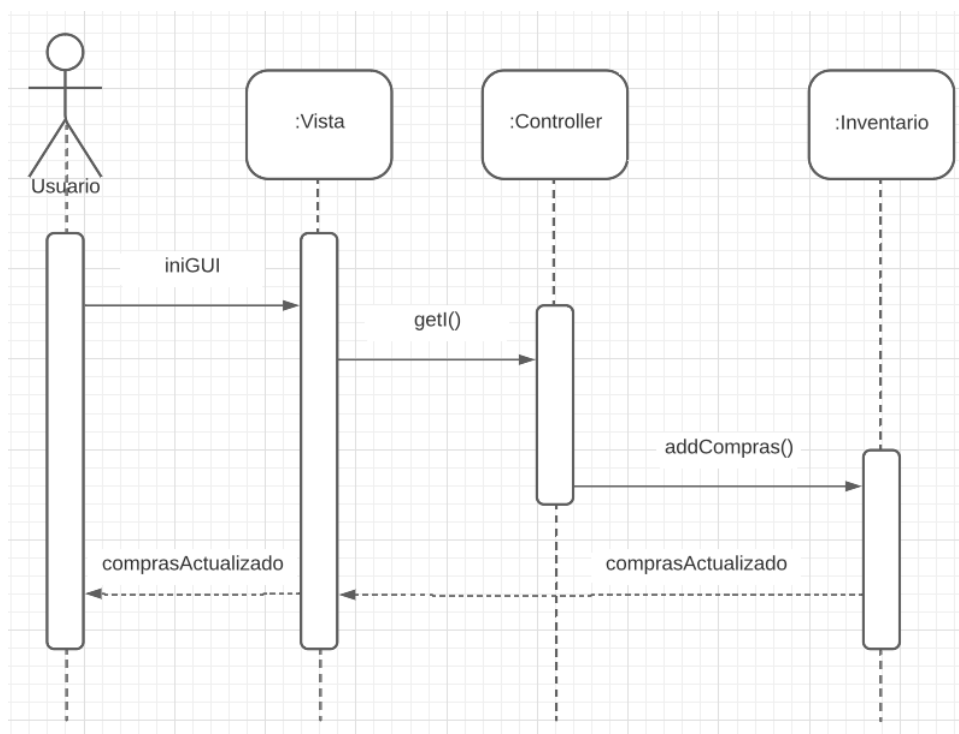 :Vista
:Controller
:Inventario
Usuario
iniGUI
getI()
addCompras()
comprasActualizado
comprasActualizado